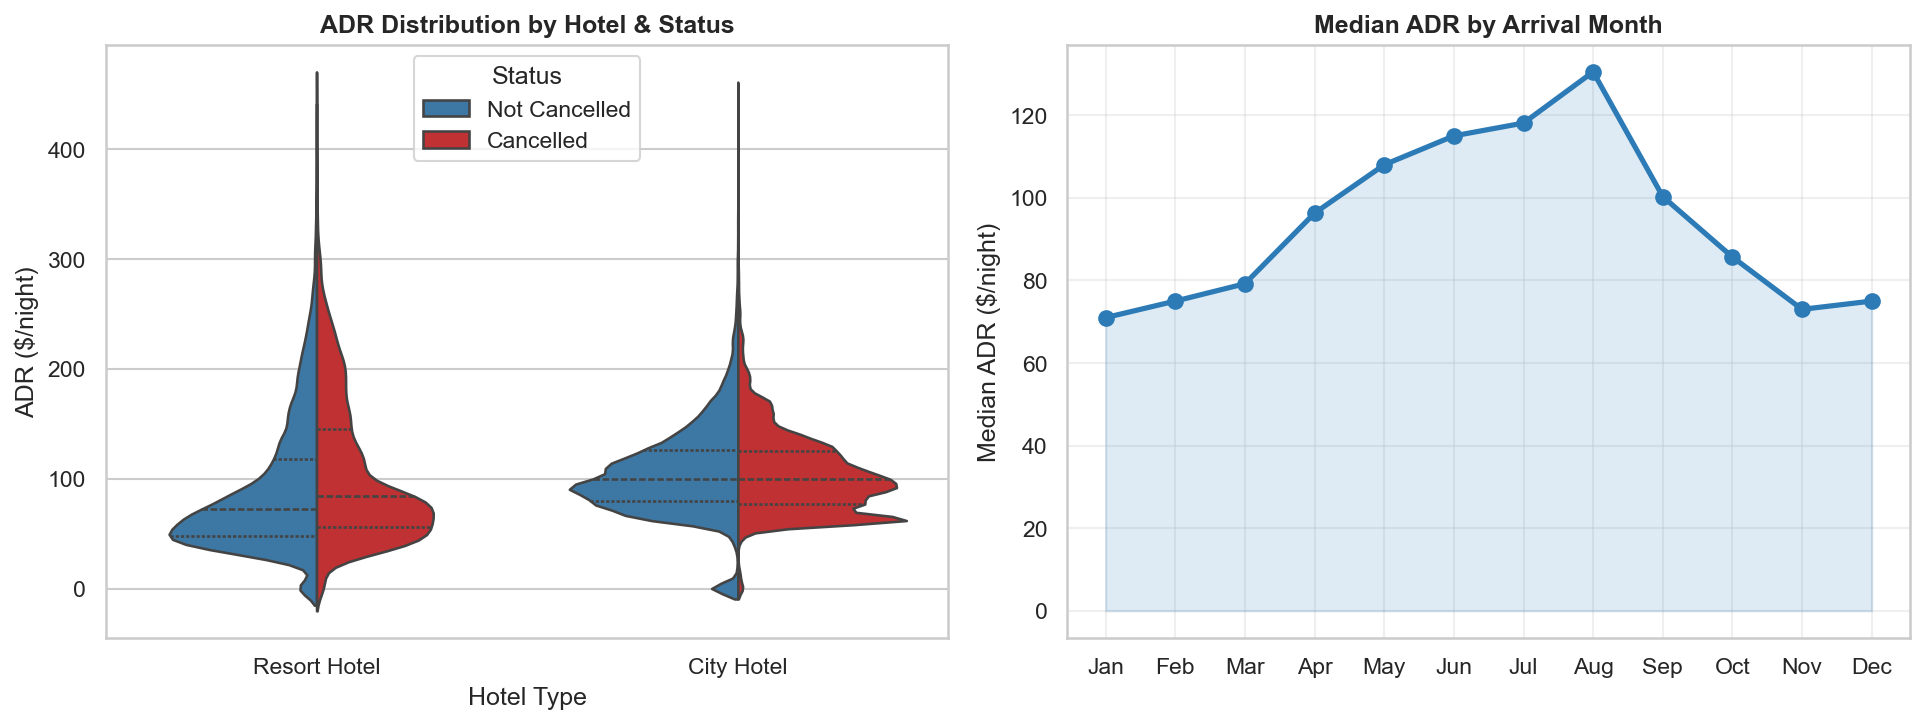 ADR Distribution by Hotel & Status
Status
Not Cancelled
Cancelled
ADR ($/night)
400
300
200
100
0
Resort Hotel
City Hotel
Hotel Type
Median ADR by Arrival Month
Median ADR ($/night)
120
100
80
60
40
20
0
Jan Feb Mar Apr May Jun Jul Aug Sep Oct Nov Dec